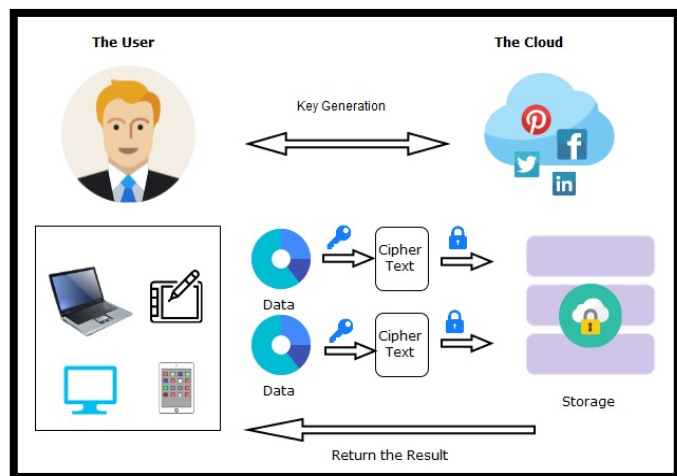 The User
The Cloud
Key Generation
Cipher
Text
Data
Cipher
Text
Data
Storage
Return the Result